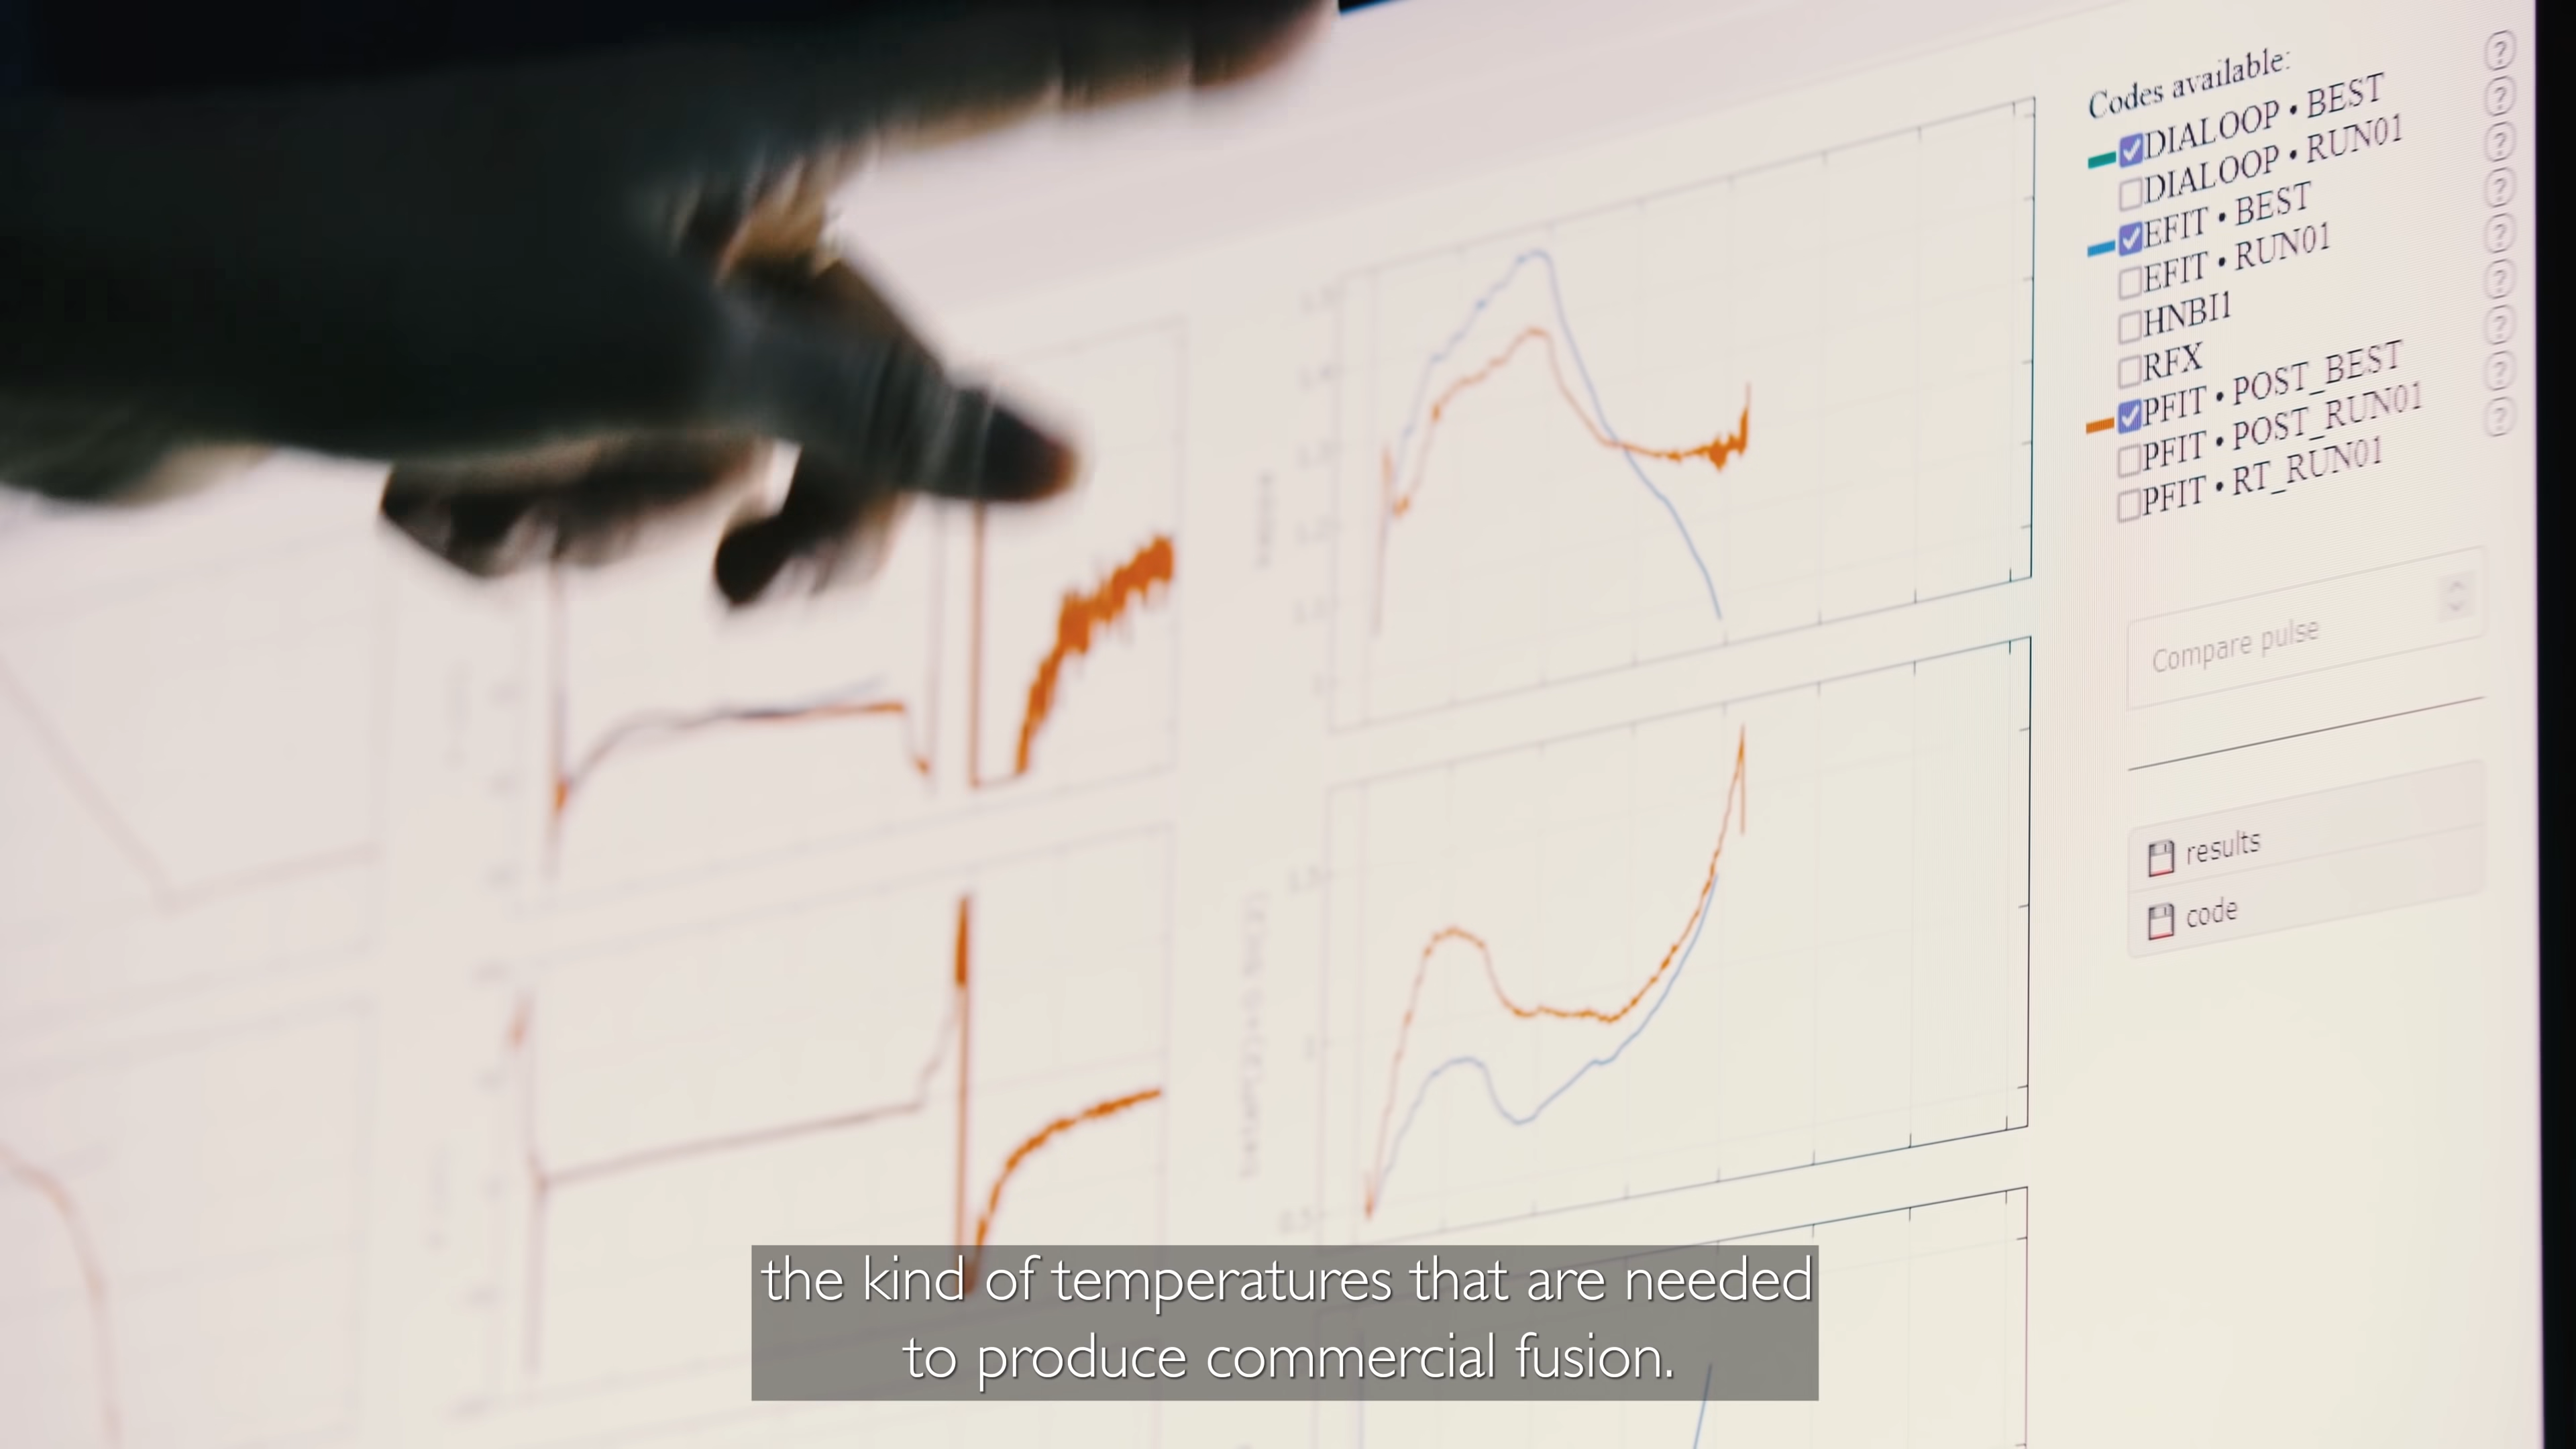 Codes available:
DIALOOP • BEST
DIALOOP • RUN01
EFIT • BEST
EFIT • RUN01
HNBI1
RFX
PFIT • POST_BEST
PFIT • POST_RUN01
PFIT • RT_RUN01
Compare pulse
results
code
the kind of temperatures that are needed
to produce commercial fusion.